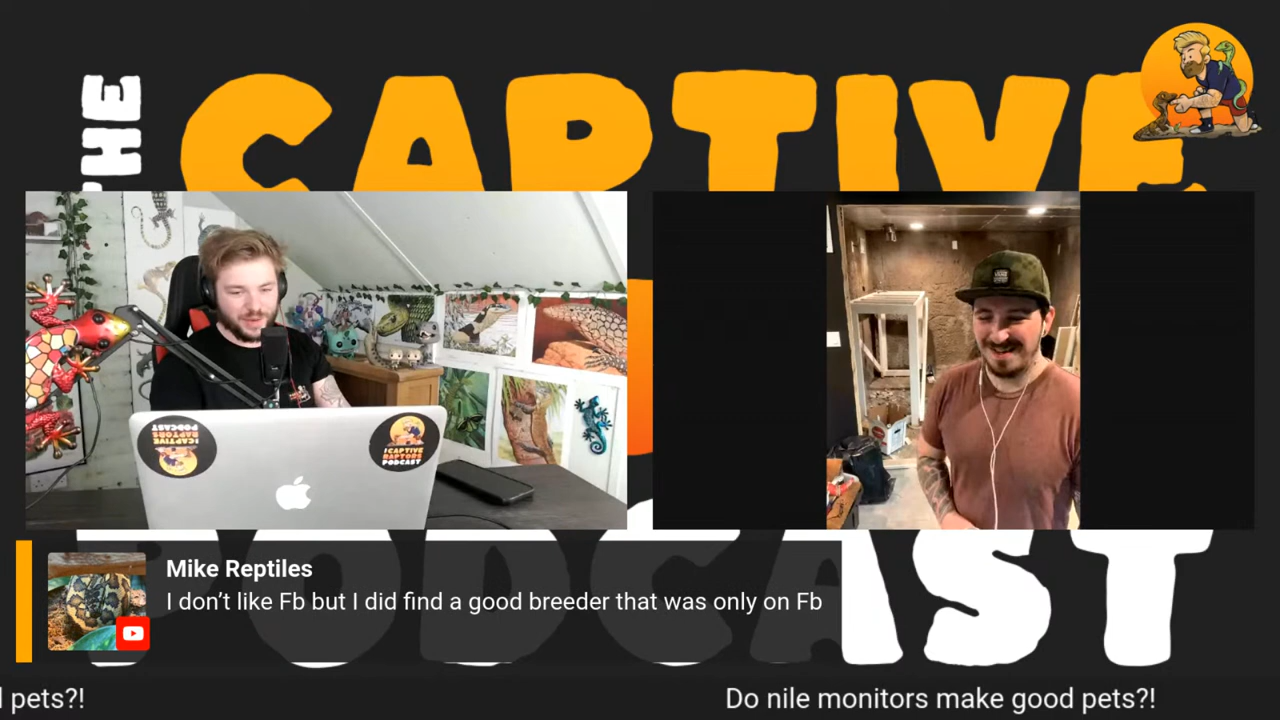 THE
CAPTIVE
CAPTIVE
RAPTORS
PODCAST
CAPTIVE
RAPTORS
PODCAST
PODCAST
Mike Reptiles
I don’t like Fb but I did find a good breeder that was only on Fb
pets?!
Do nile monitors make good pets?!